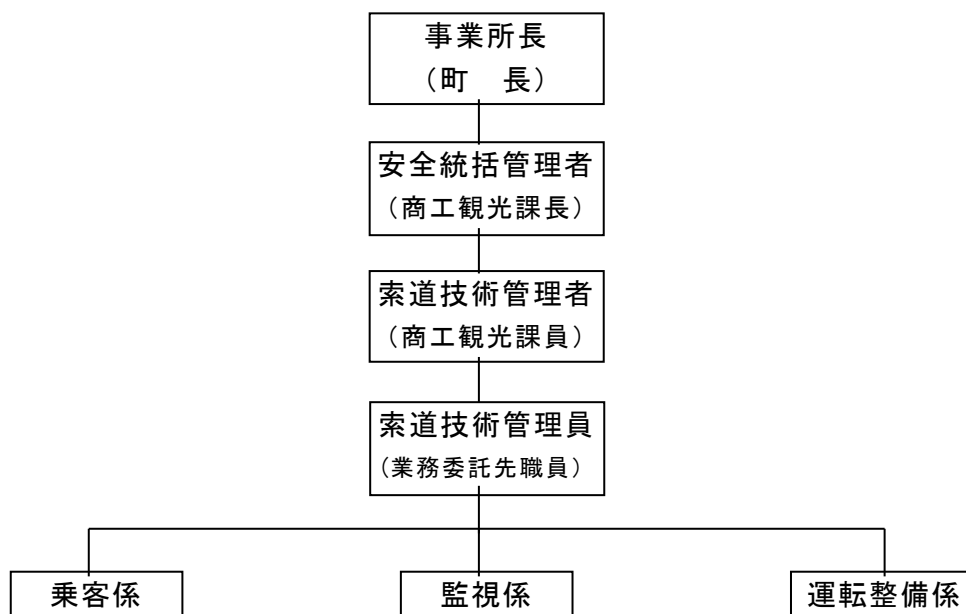 事業所長
（町　長）
安全統括管理者
（商工観光課長）
索道技術管理者
（商工観光課員）
索道技術管理員
（業務委託先職員）
乗客係
監視係
運転整備係